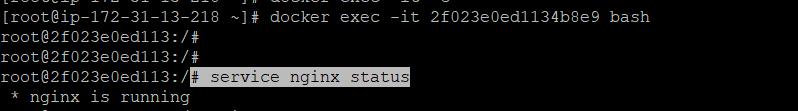 [root@ip-172-31-13-218 ~]# docker exec -it 2f023e0ed1134b8e9 bash
root@2f023e0ed113:/#
root@2f023e0ed113:/#
root@2f023e0ed113:/# service nginx status
 * nginx is running